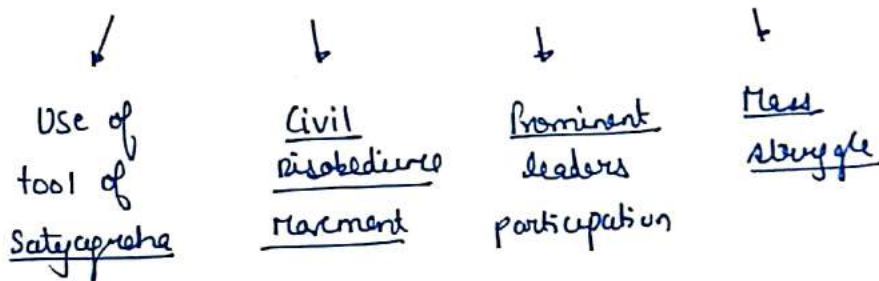 Use of
tool of
Satyagraha
Civil
Disobedience
Movement
Prominent
leaders
participation
Mass
struggle